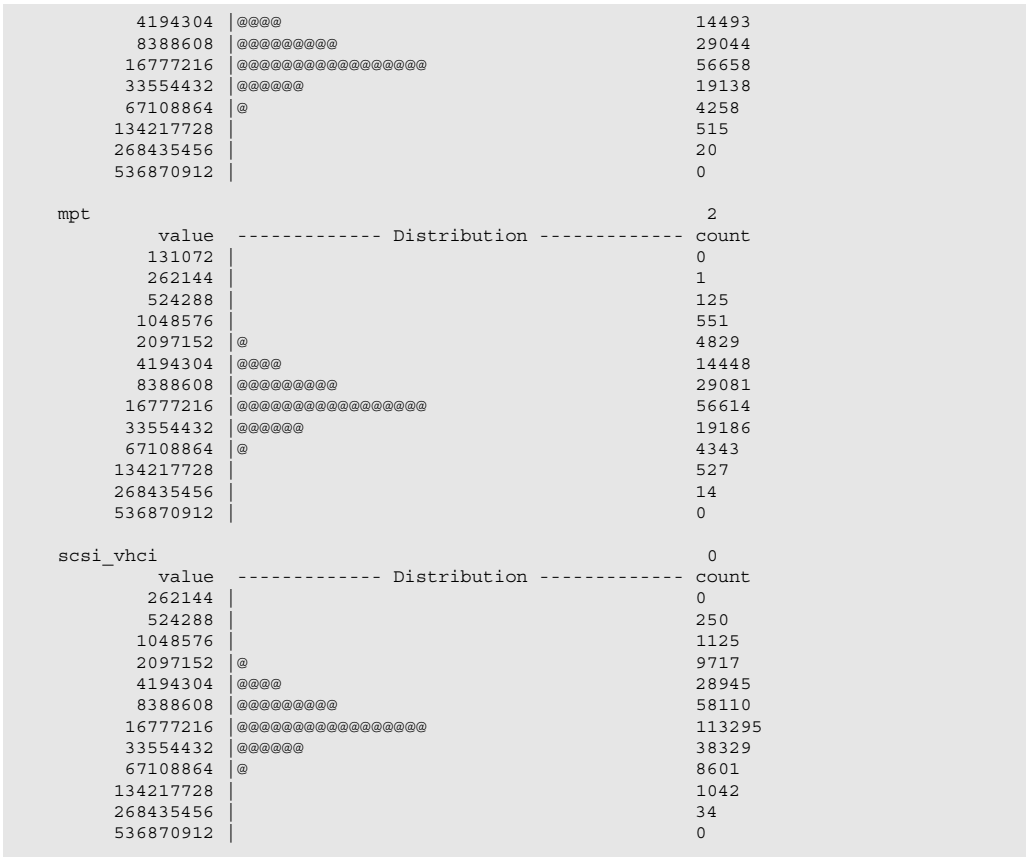 4194304 |@@@@ 14493
8388608 |@@@@@@@@@ 29044
16777216 |@@@@@@@@@@@@@@@@@ 56658
33554432 |@@@@@@ 19138
67108864 |@ 4258
134217728 | 515
268435456 | 20
536870912 | 0
mpt 2
value ------------- Distribution ------------- count
131072 | 0
262144 | 1
524288 | 125
1048576 | 551
2097152 |@ 4829
4194304 |@@@@ 14448
8388608 |@@@@@@@@@ 29081
16777216 |@@@@@@@@@@@@@@@@@ 56614
33554432 |@@@@@@ 19186
67108864 |@ 4343
134217728 | 527
268435456 | 14
536870912 | 0
scsi_vhci 0
value ------------- Distribution ------------- count
262144 | 0
524288 | 250
1048576 | 1125
2097152 |@ 9717
4194304 |@@@@ 28945
8388608 |@@@@@@@@@ 58110
16777216 |@@@@@@@@@@@@@@@@@ 113295
33554432 |@@@@@@ 38329
67108864 |@ 8601
134217728 | 1042
268435456 | 34
536870912 | 0